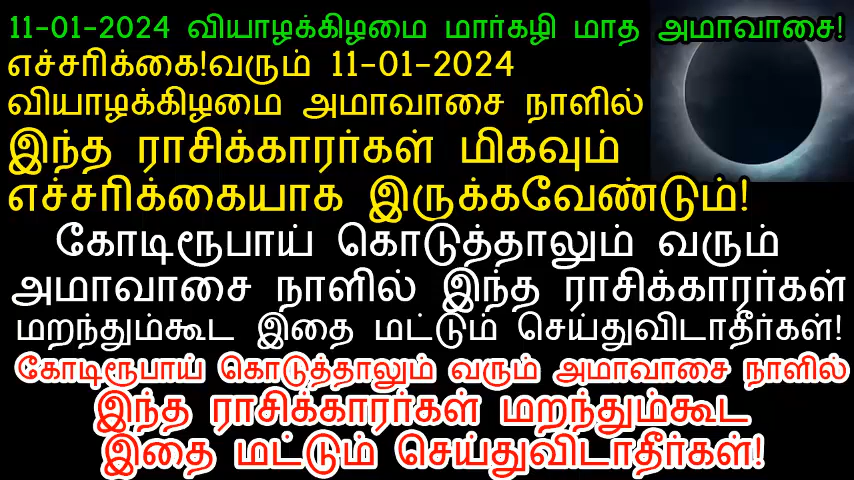 11-01-2024 வியாழக்கிழமை மார்கழி மாத அமாவாசை!
எச்சரிக்கை!வரும் 11-01-2024
வியாழக்கிழமை அமாவாசை நாளில்
இந்த ராசிக்காரர்கள் மிகவும்
எச்சரிக்கையாக இருக்கவேண்டும்!
கோடிரூபாய் கொடுத்தாலும் வரும்
அமாவாசை நாளில் இந்த ராசிக்காரர்கள்
மறந்தும்கூட இதை மட்டும் செய்துவிடாதீர்கள்!
கோடிரூபாய் கொடுத்தாலும் வரும் அமாவாசை நாளில்
இந்த ராசிக்காரர்கள் மறந்தும்கூட
இதை மட்டும் செய்துவிடாதீர்கள்!